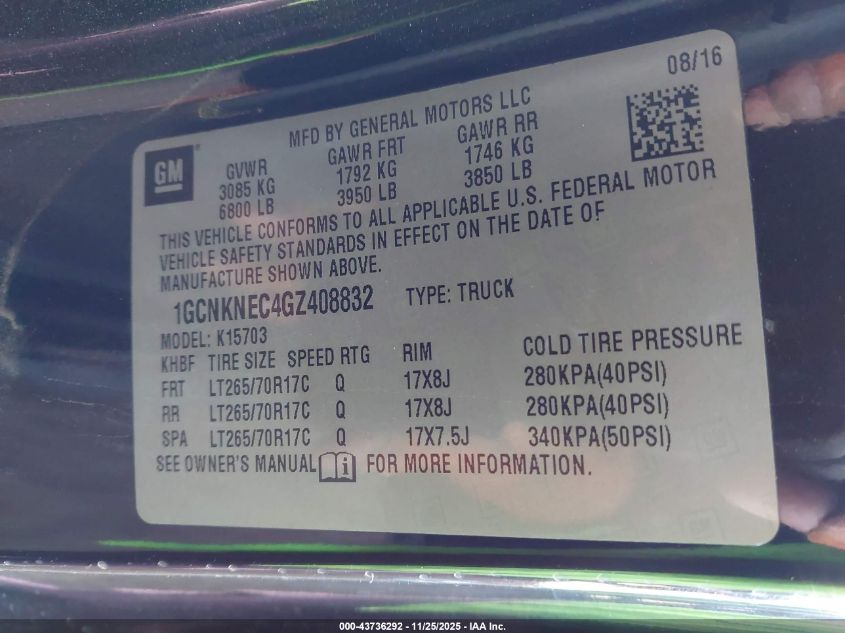 08/16
MFD BY GENERAL MOTORS LLC
GM ®
GVWR GAWR FRT GAWR RR
3085 KG 1792 KG 1746 KG
6800 LB 3950 LB 3850 LB
THIS VEHICLE CONFORMS TO ALL APPLICABLE U.S. FEDERAL MOTOR
VEHICLE SAFETY STANDARDS IN EFFECT ON THE DATE OF
MANUFACTURE SHOWN ABOVE.
1GCNKNEC4GZ408832 TYPE: TRUCK
MODEL: K15703
KHBF TIRE SIZE SPEED RTG RIM COLD TIRE PRESSURE
FRT LT265/70R17C Q 17X8J 280KPA(40PSI)
RR LT265/70R17C Q 17X8J 280KPA(40PSI)
SPA LT265/70R17C Q 17X7.5J 340KPA(50PSI)
SEE OWNER'S MANUAL i FOR MORE INFORMATION.
000-43736292 — 11/25/2025 — IAA Inc.